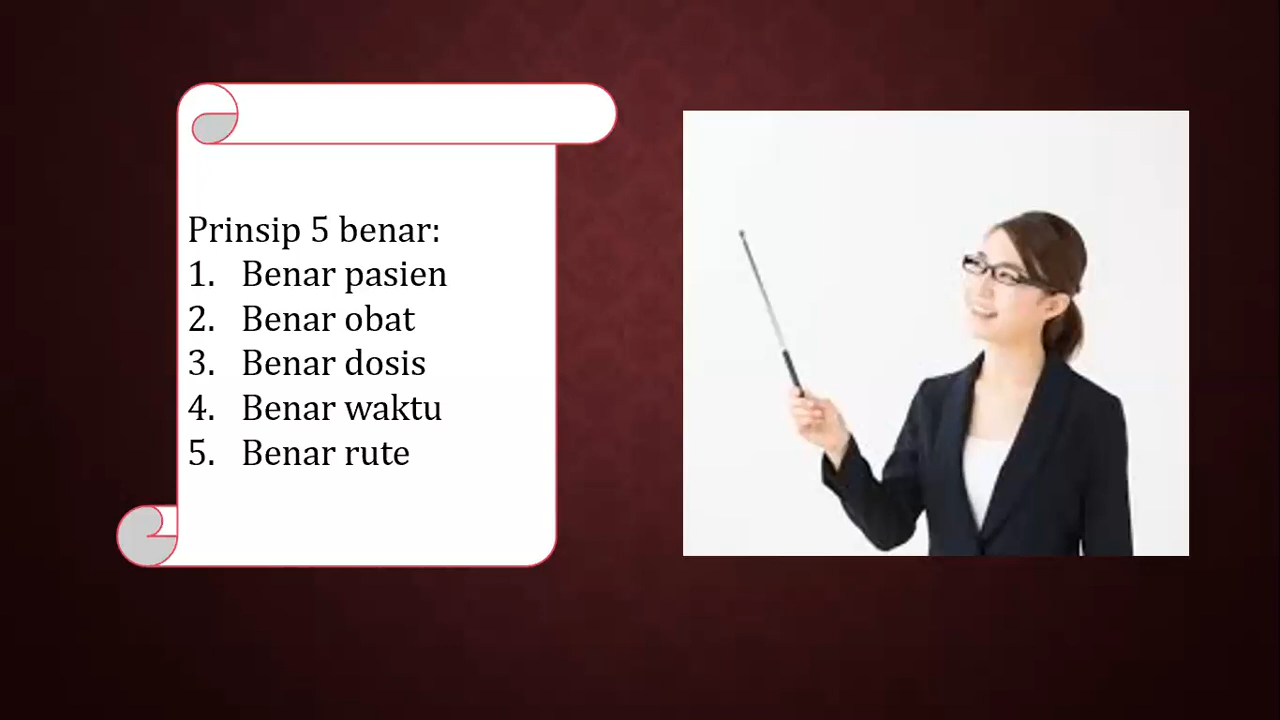 Prinsip 5 benar:
1. Benar pasien
2. Benar obat
3. Benar dosis
4. Benar waktu
5. Benar rute